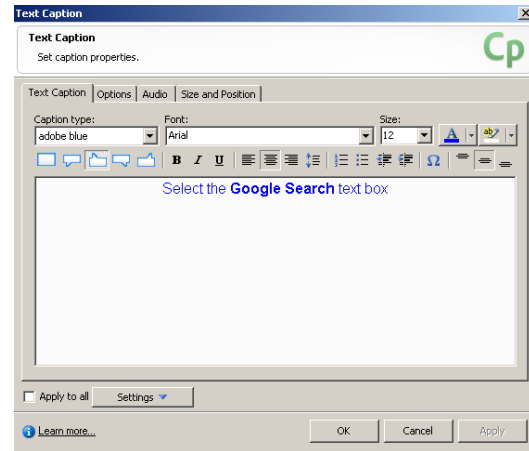 Text Caption
Text Caption
Set caption properties.
Cp
Text Caption Options Audio Size and Position
Caption type: Font: Size:
adobe blue Arial 12 A ab
B I U Ω
Select the Google Search text box
Apply to all Settings
Learn more... OK Cancel Apply